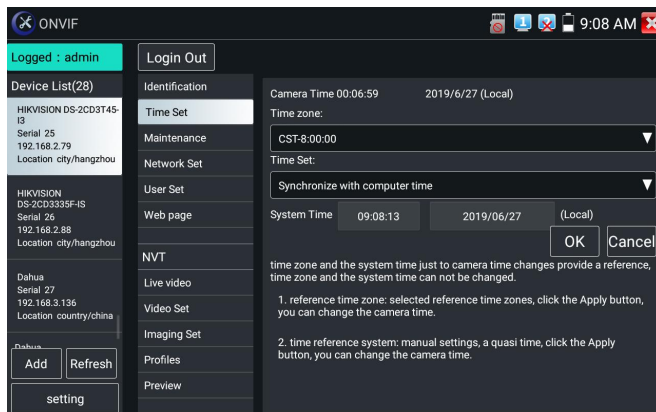 ONVIF
9:08 AM
Logged : admin
Login Out
Device List(28)
HIKVISION DS-2CD3T45-
I3
Serial 25
192.168.2.79
Location city/hangzhou
HIKVISION
DS-2CD3335F-IS
Serial 26
192.168.2.88
Location city/hangzhou
Dahua
Serial 27
192.168.3.136
Location country/china
Dahua
Add
Refresh
setting
Identification
Time Set
Maintenance
Network Set
User Set
Web page
NVT
Live video
Video Set
Imaging Set
Profiles
Preview
Camera Time 00:06:59 2019/6/27 (Local)
Time zone:
CST-8:00:00
Time Set:
Synchronize with computer time
System Time 09:08:13 2019/06/27 (Local)
OK
Cancel
time zone and the system time just to camera time changes provide a reference,
time zone and the system time can not be changed.
1. reference time zone: selected reference time zones, click the Apply button,
you can change the camera time.
2. time reference system: manual settings, a quasi time, click the Apply
button, you can change the camera time.